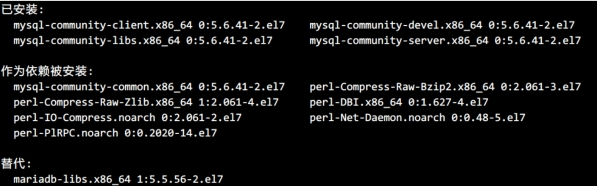 已安装:
mysql-community-client.x86_64 0:5.6.41-2.el7 mysql-community-devel.x86_64 0:5.6.41-2.el7
mysql-community-libs.x86_64 0:5.6.41-2.el7 mysql-community-server.x86_64 0:5.6.41-2.el7
作为依赖被安装:
mysql-community-common.x86_64 0:5.6.41-2.el7 perl-Compress-Raw-Bzip2.x86_64 0:2.061-3.el7
perl-Compress-Raw-Zlib.x86_64 1:2.061-4.el7 perl-DBI.x86_64 0:1.627-4.el7
perl-IO-Compress.noarch 0:2.061-2.el7 perl-Net-Daemon.noarch 0:0.48-5.el7
perl-PlRPC.noarch 0:0.2020-14.el7
替代:
mariadb-libs.x86_64 1:5.5.56-2.el7